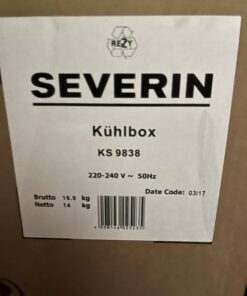 REZY
SEVERIN
Kühlbox
KS 9838
220-240 V ~ 50Hz
Brutto 16.9 kg
Netto 14 kg
Date Code: 03/17